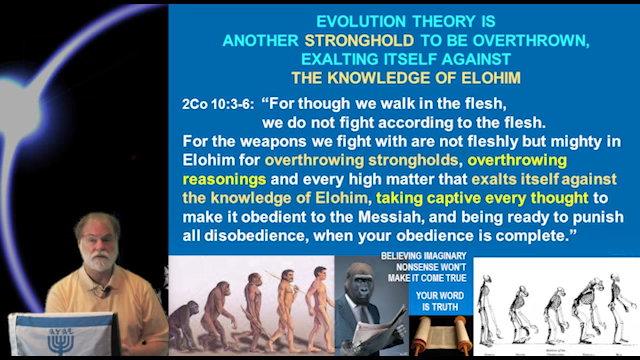 EVOLUTION THEORY IS
ANOTHER STRONGHOLD TO BE OVERTHROWN,
EXALTING ITSELF AGAINST
THE KNOWLEDGE OF ELOHIM
2Co 10:3-6: “For though we walk in the flesh,
we do not fight according to the flesh.
For the weapons we fight with are not fleshly but mighty in
Elohim for overthrowing strongholds, overthrowing
reasonings and every high matter that exalts itself against
the knowledge of Elohim, taking captive every thought to
make it obedient to the Messiah, and being ready to punish
all disobedience, when your obedience is complete.”
BELIEVING IMAGINARY
NONSENSE WON’T
MAKE IT COME TRUE
YOUR WORD
IS TRUTH